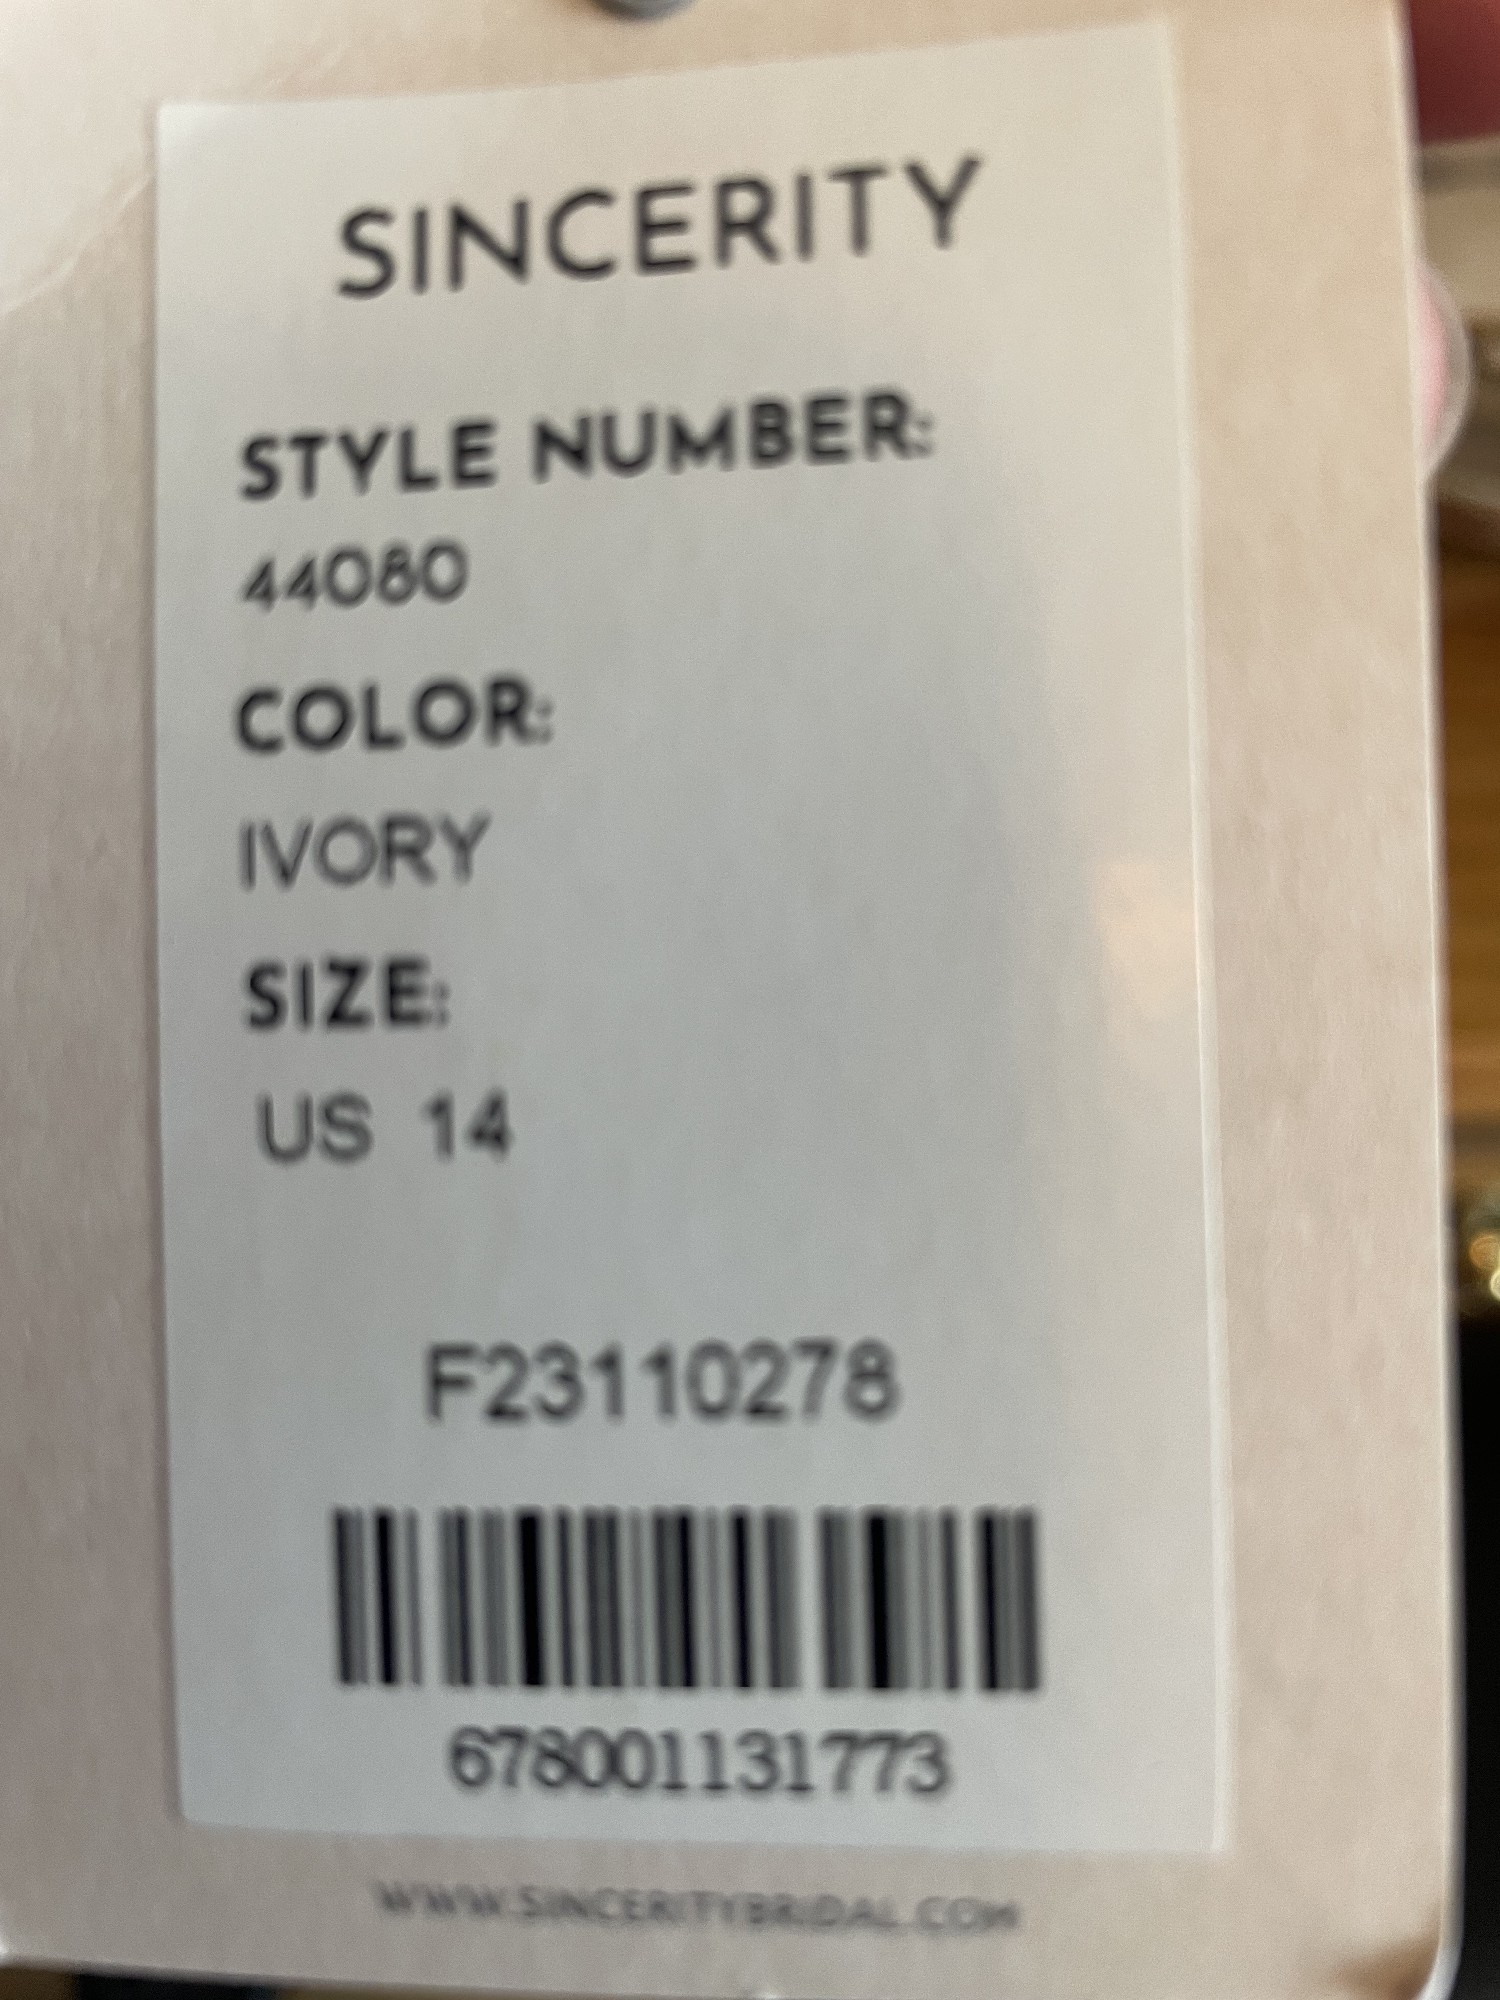 SINCERITY
STYLE NUMBER:
44080
COLOR:
IVORY
SIZE:
US 14
F23110278
678001131773
WWW.SINCERITYBRIDAL.COM